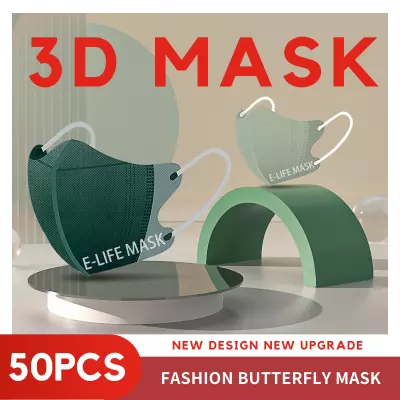 3D MASK
E-LIFE MASK
E-LIFE MASK
NEW DESIGN NEW UPGRADE
50PCS
FASHION BUTTERFLY MASK